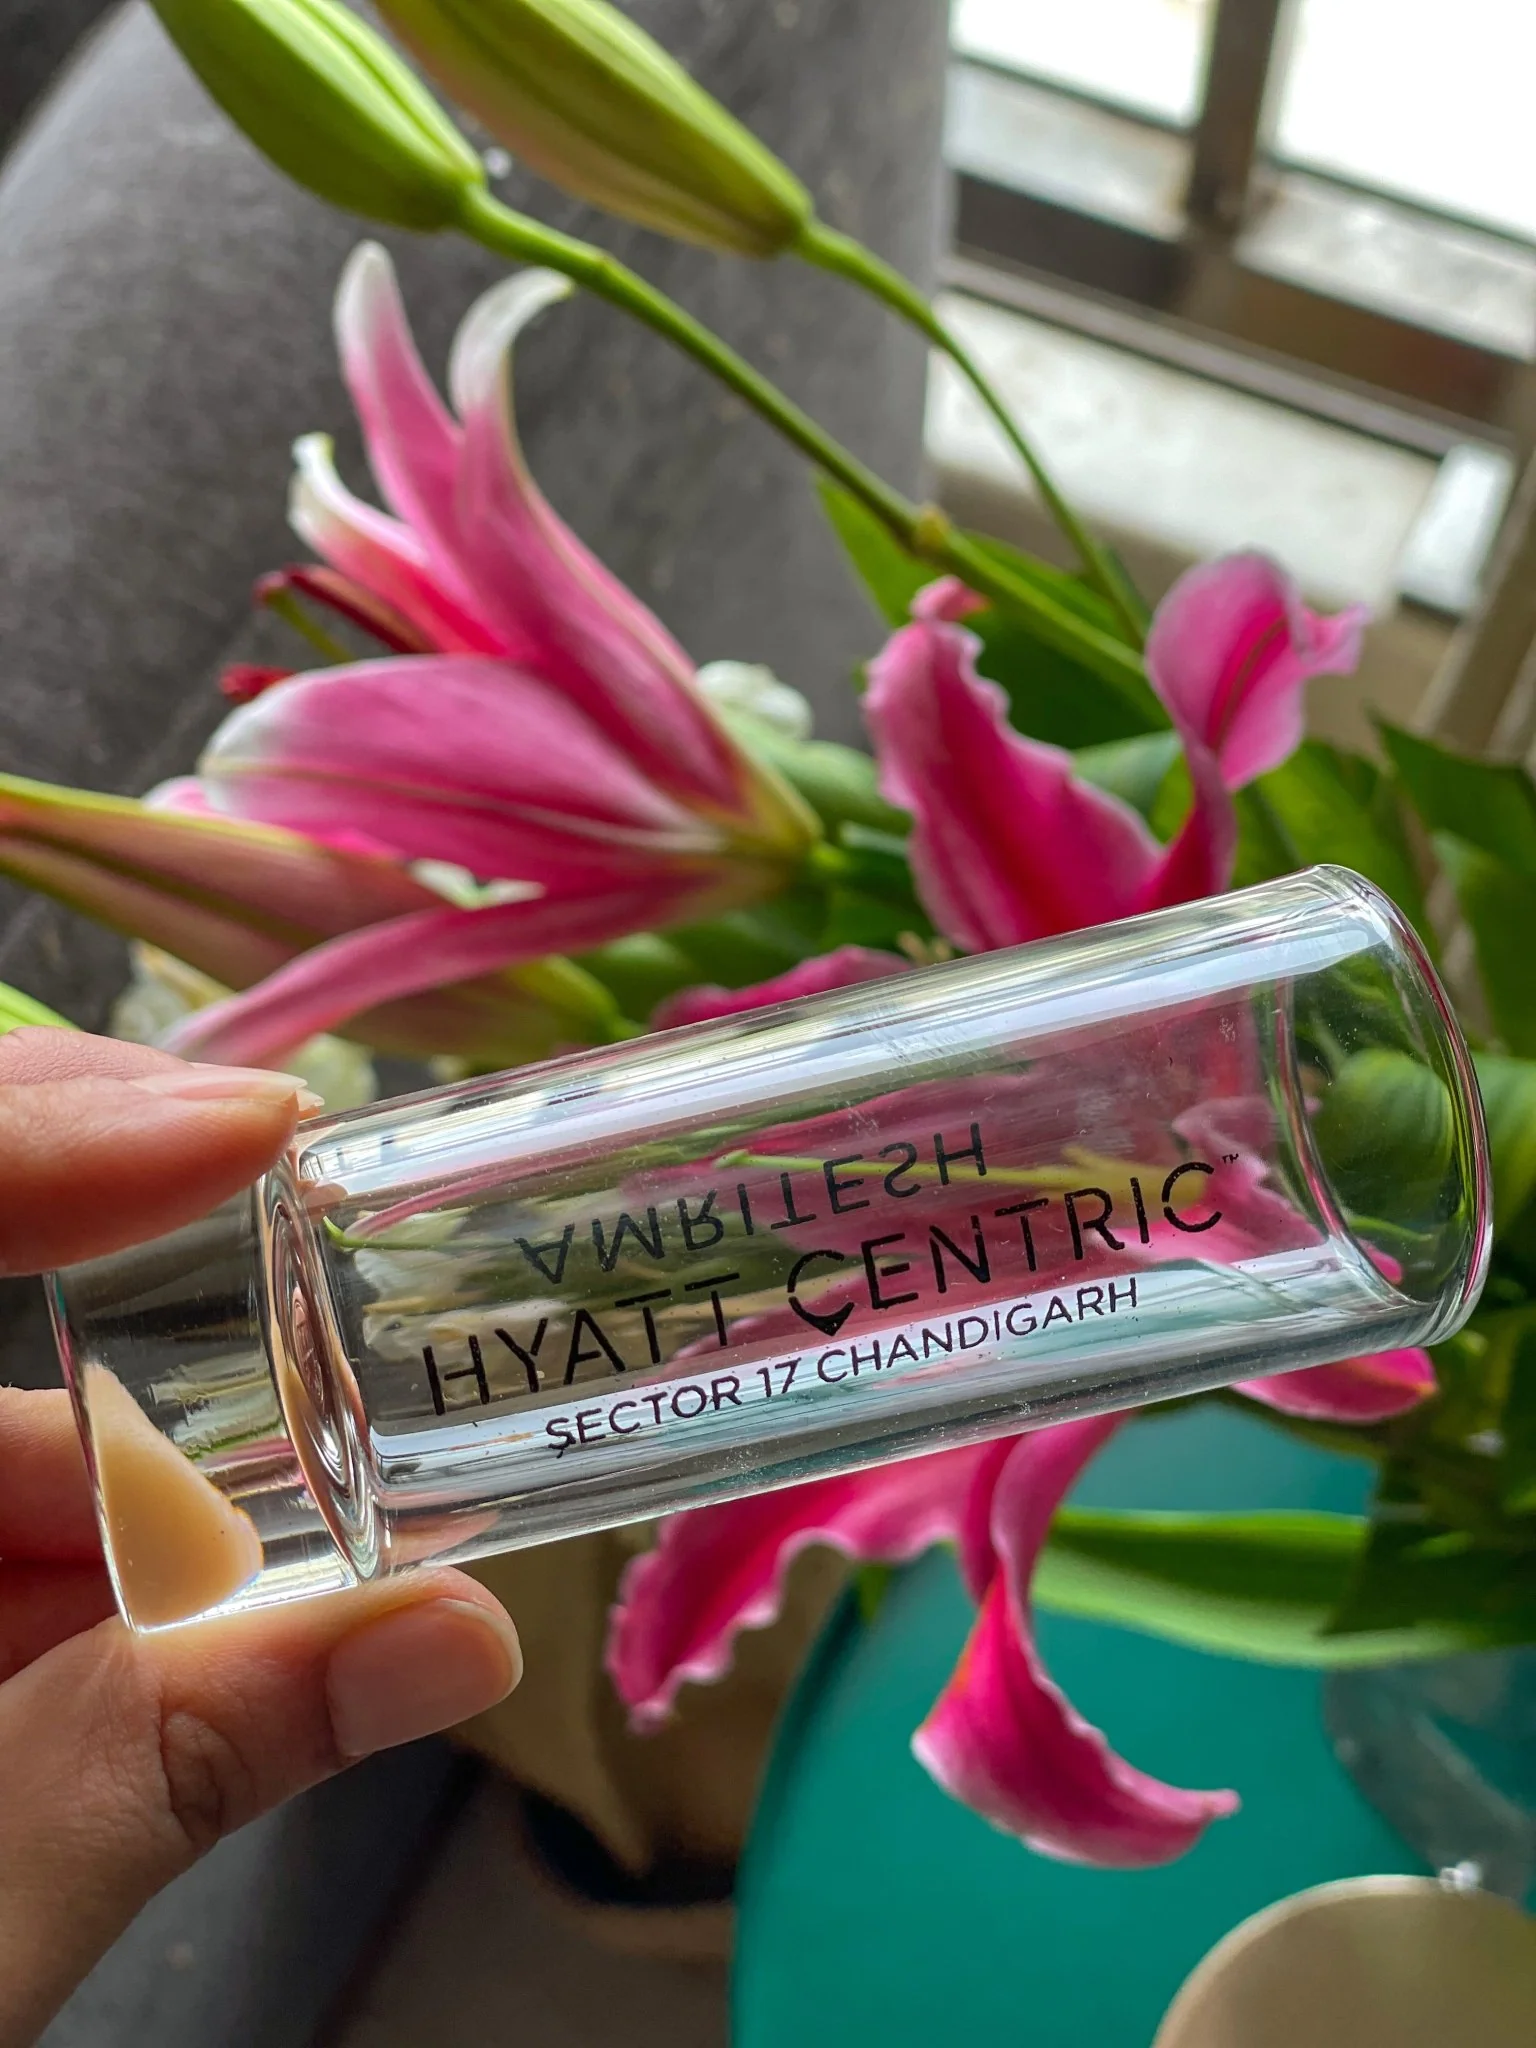 AMRITESH
HYATT CENTRIC™
SECTOR 17 CHANDIGARH